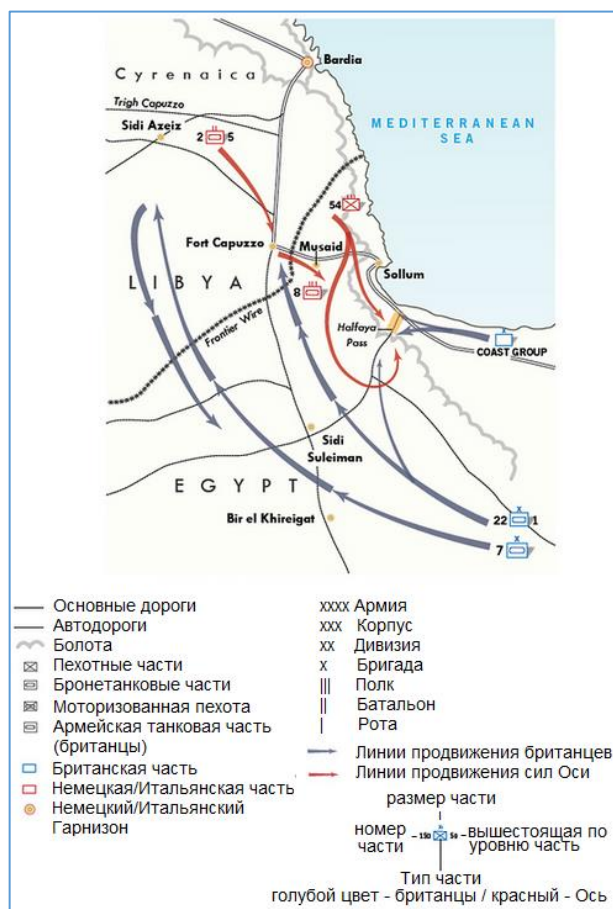 Bardia
Cyrenaica
Trigh Capuzzo
Sidi Azeiz
MEDITERRANEAN
SEA
2 5
54
Fort Capuzzo
Musaid
Sollum
LIBYA
8
Frontier Wire
Halfaya
Pass
COAST GROUP
x
Sidi
Suleiman
EGYPT
x
22 1
Bir el Khireigat
x
7
Основные дороги
Автодороги
Болота
Пехотные части
Бронетанковые части
Моторизованная пехота
Армейская танковая часть
(британцы)
Британская часть
Немецкая/Итальянская часть
Немецкий/Итальянский
Гарнизон
xxxx Армия
xxx Корпус
xx Дивизия
x Бригада
||| Полк
|| Батальон
| Рота
Линии продвижения британцев
Линии продвижения сил Оси
размер части
номер
части
вышестоящая по
уровню часть
Тип части
голубой цвет - британцы / красный - Ось